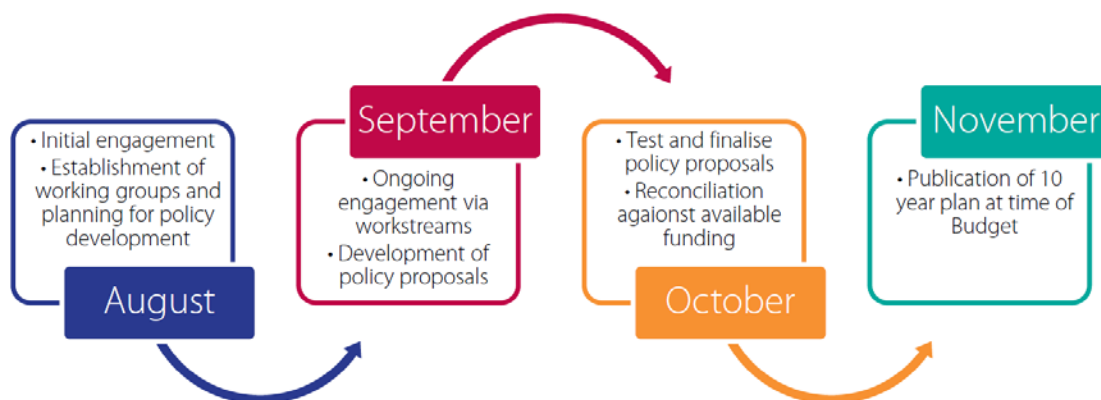 • Initial engagement
• Establishment of
working groups and
planning for policy
development
August
September
• Ongoing
engagement via
workstreams
• Development of
policy proposals
• Test and finalise
policy proposals
• Reconciliation
agaionst available
funding
October
November
• Publication of 10
year plan at time of
Budget